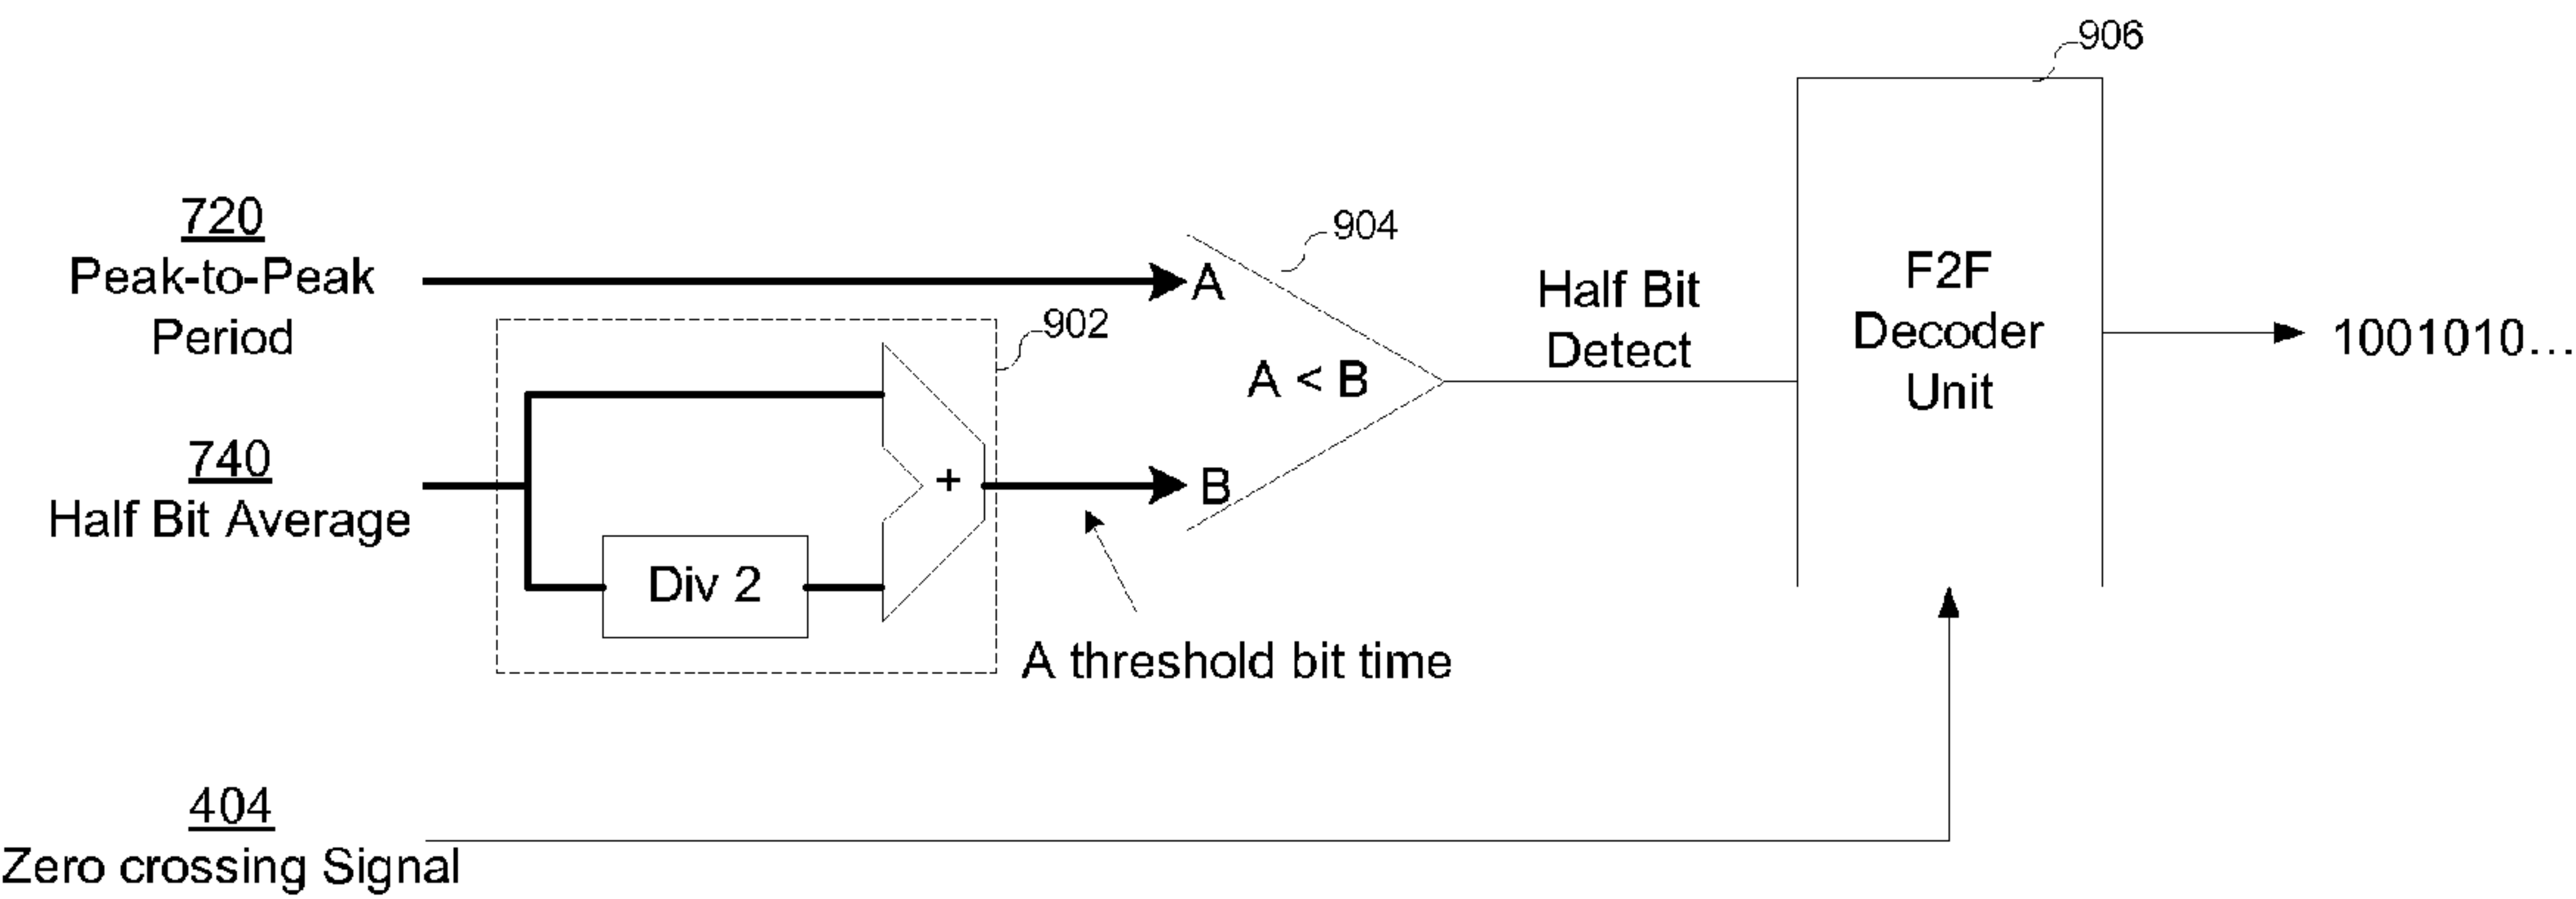 906
720
Peak-to-Peak
Period
904
A
902
Half Bit
Detect
F2F
Decoder
Unit
1001010...
A < B
740
Half Bit Average
+
B
Div 2
A threshold bit time
404
Zero crossing Signal